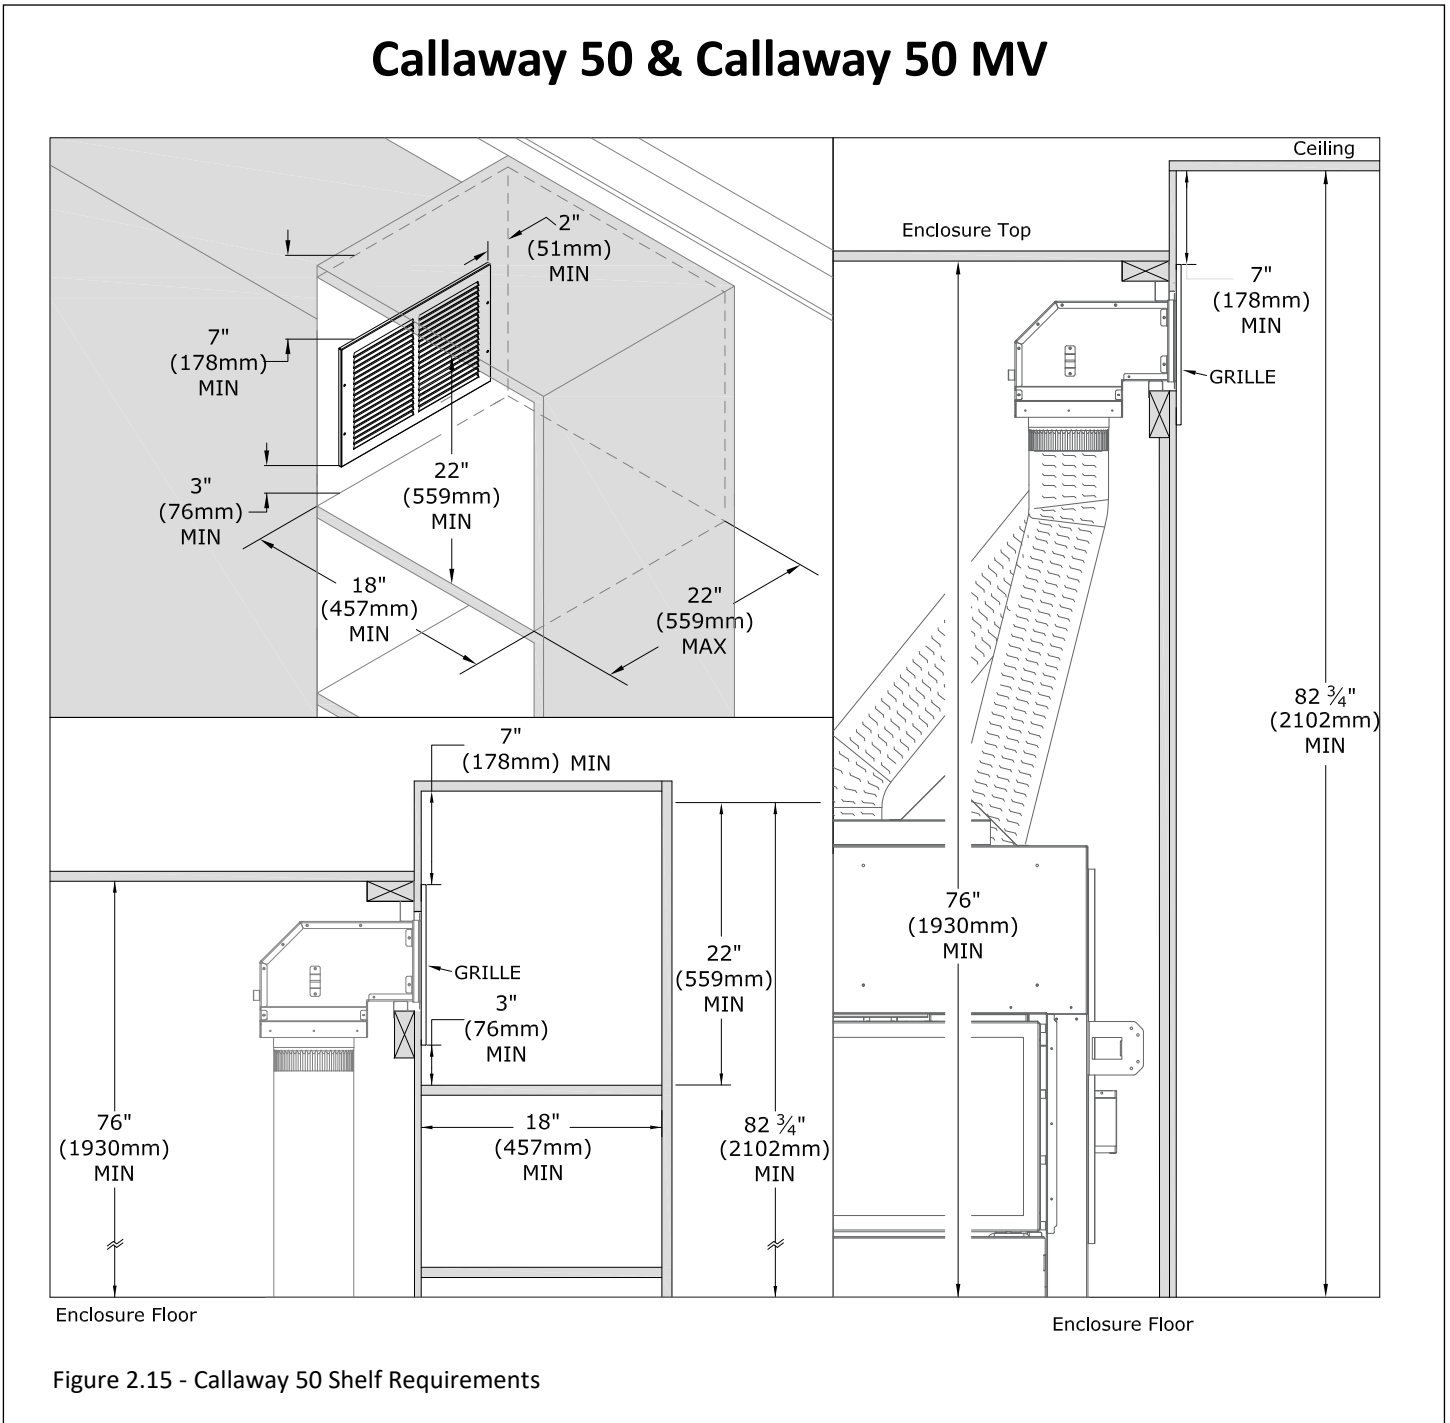 Callaway 50 & Callaway 50 MV
2"
(51mm)
MIN
7"
(178mm)
MIN
3"
(76mm)
MIN
22"
(559mm)
MIN
18"
(457mm)
MIN
22"
(559mm)
MAX
Ceiling
Enclosure Top
7"
(178mm)
MIN
GRILLE
82 ¾"
(2102mm)
MIN
76"
(1930mm)
MIN
Enclosure Floor
7"
(178mm) MIN
GRILLE
3"
(76mm)
MIN
22"
(559mm)
MIN
76"
(1930mm)
MIN
18"
(457mm)
MIN
82 ¾"
(2102mm)
MIN
Enclosure Floor
Figure 2.15 - Callaway 50 Shelf Requirements